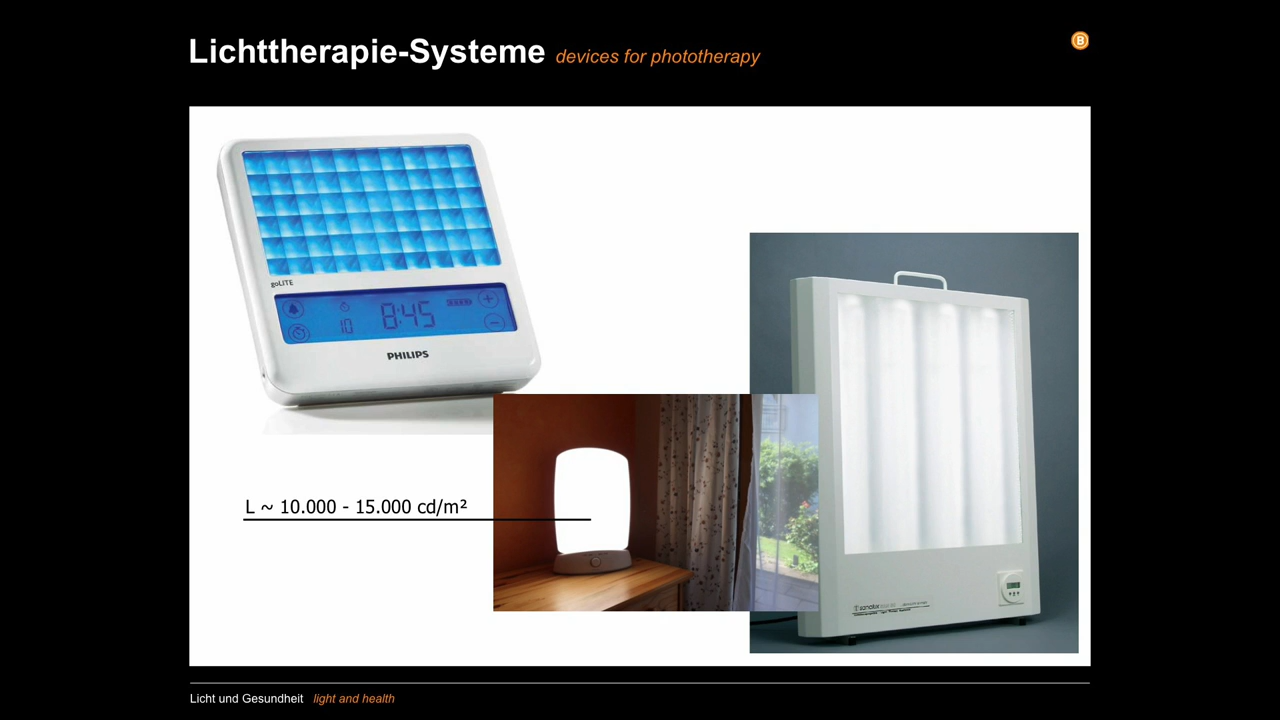 Lichttherapie-Systeme devices for phototherapy
B
goLITE
10 8:45
PHILIPS
L ~ 10.000 - 15.000 cd/m²
Licht und Gesundheit light and health